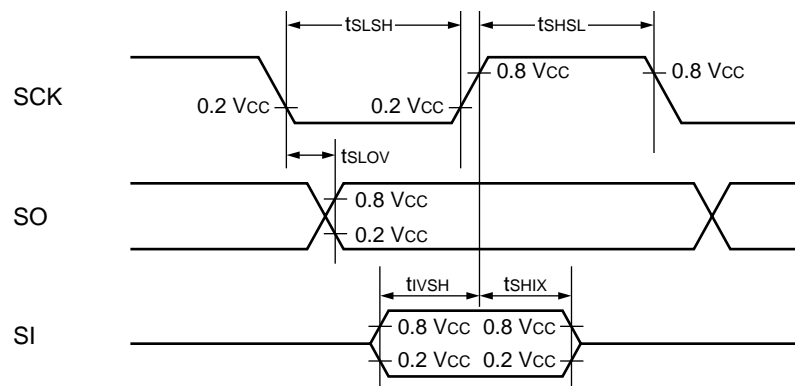 tSLSH tSHSL
SCK 0.2 VCC 0.2 VCC 0.8 VCC 0.8 VCC
tSLOV
SO 0.8 VCC
0.2 VCC
tIVSH tSHIX
SI 0.8 VCC 0.8 VCC
0.2 VCC 0.2 VCC